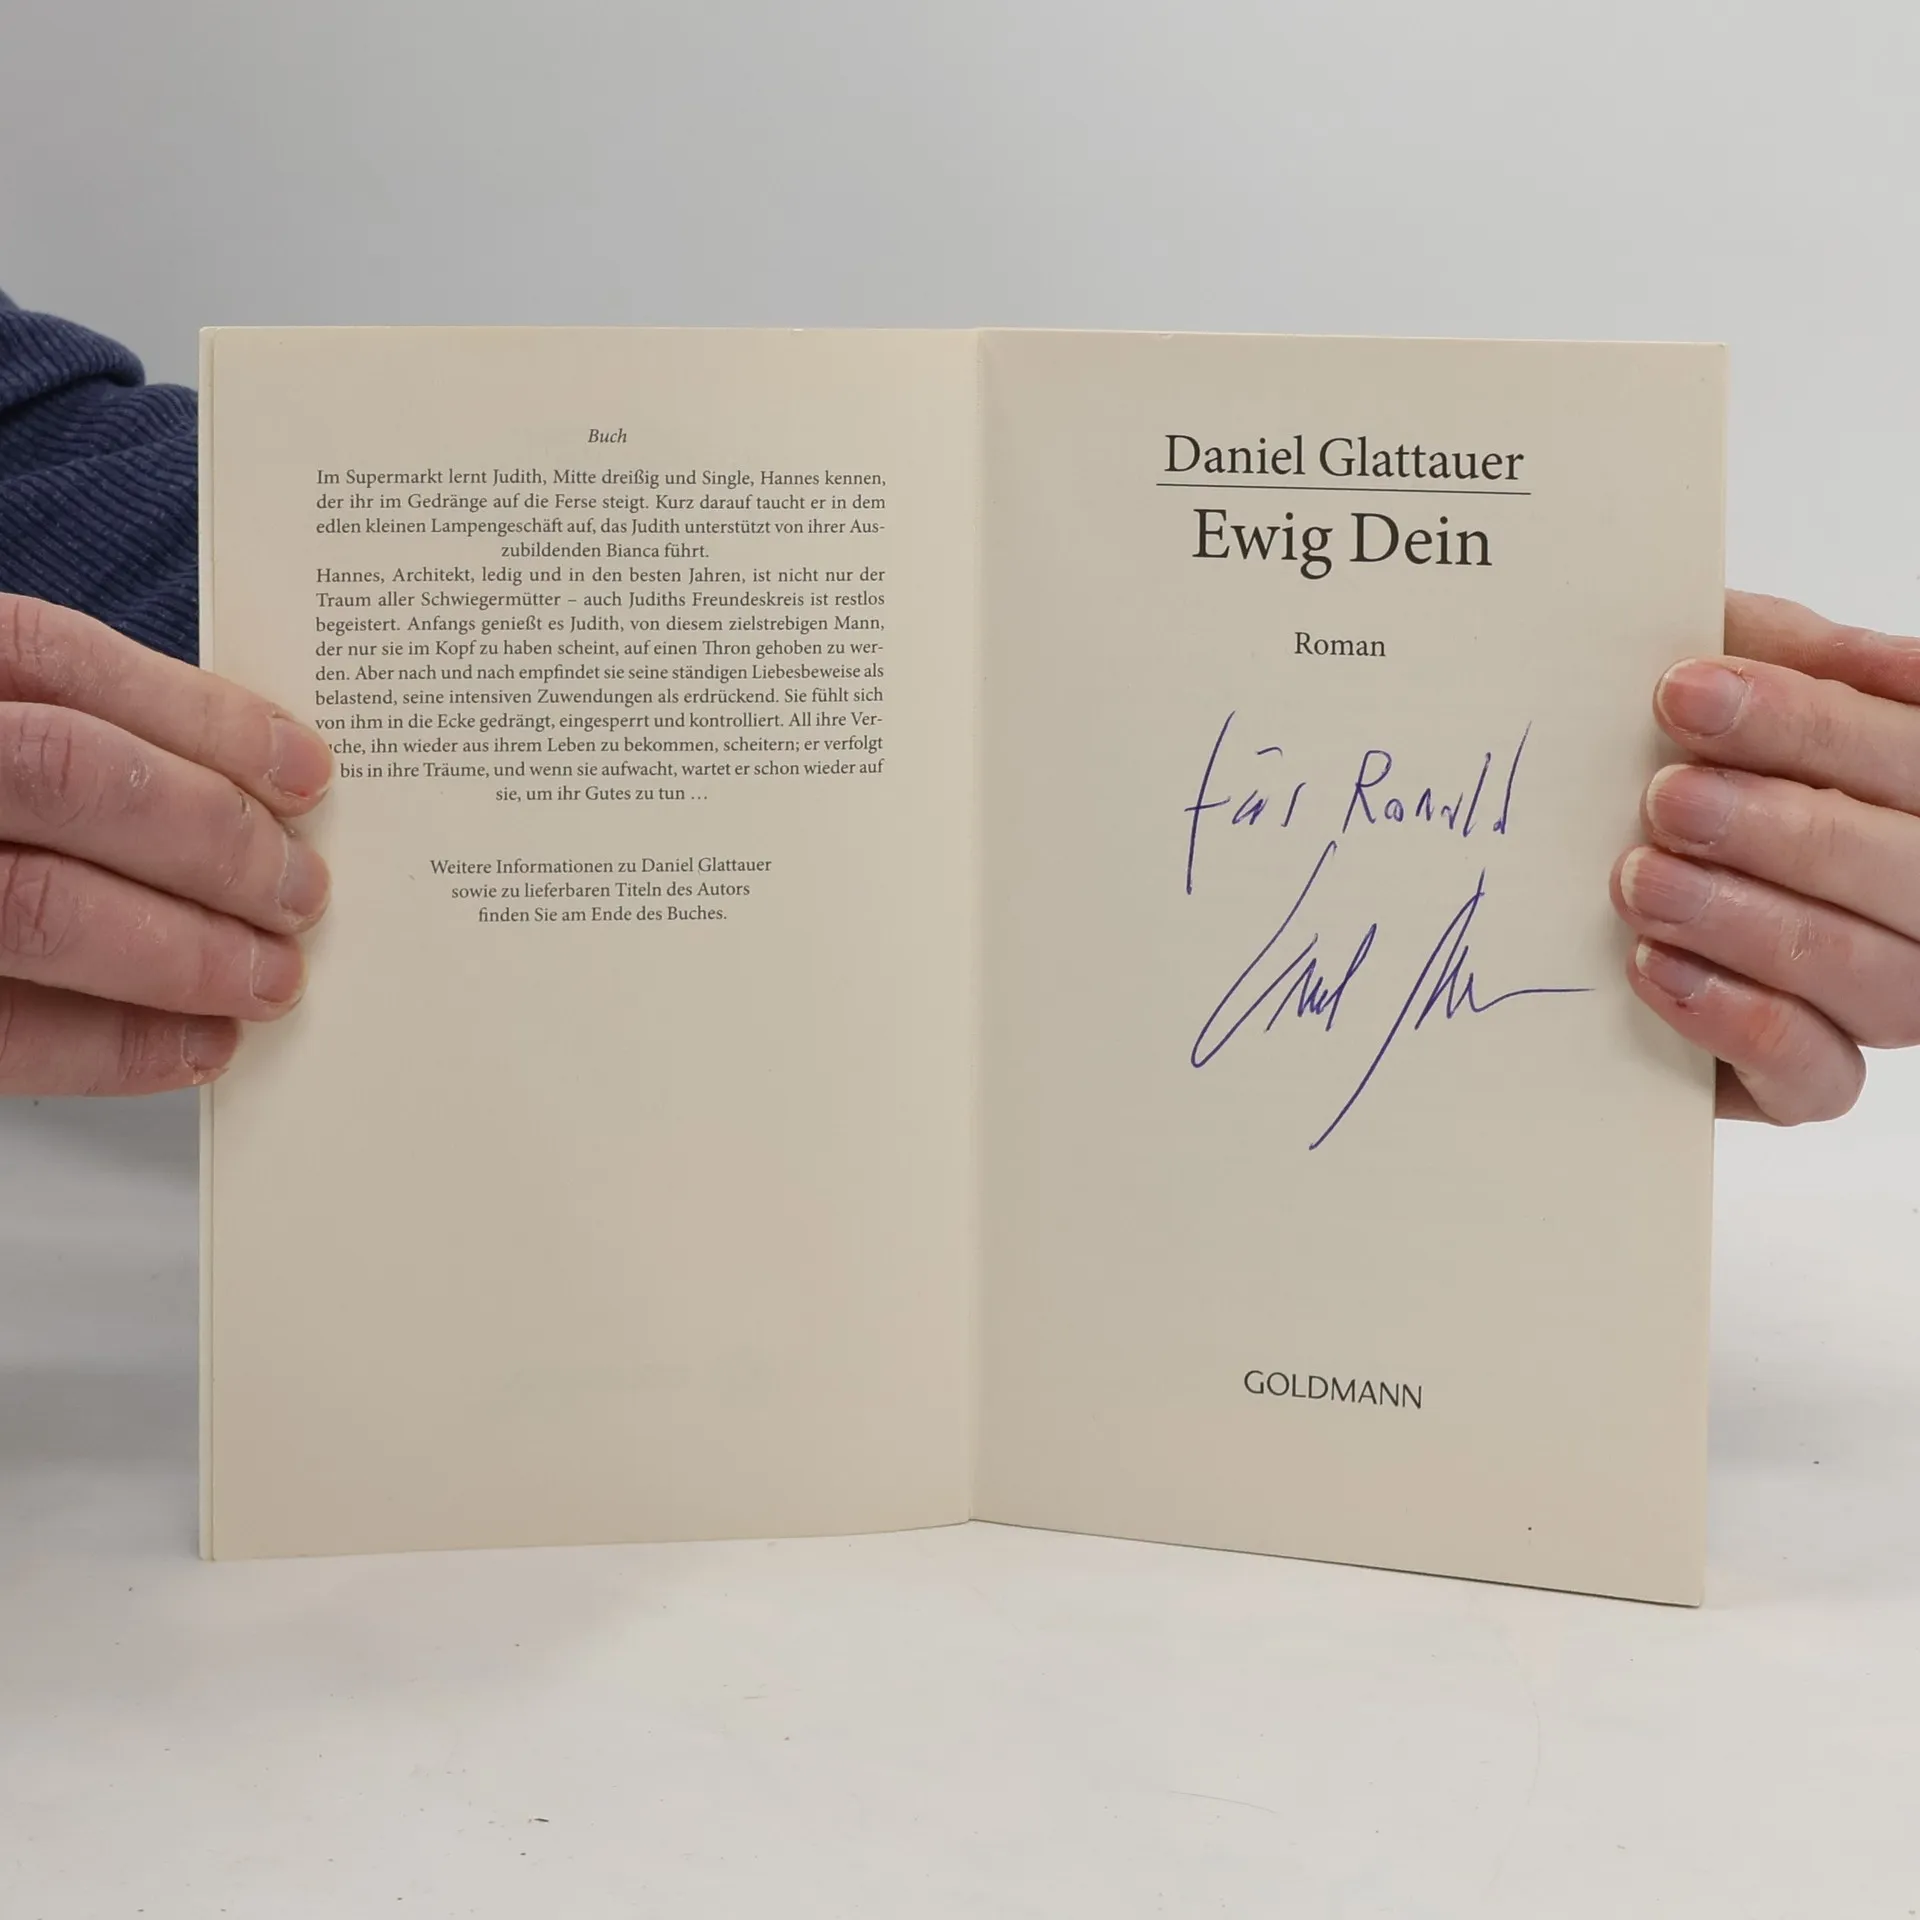 Buch
Im Supermarkt lernt Judith, Mitte dreißig und Single, Hannes kennen,
der ihr im Gedränge auf die Ferse steigt. Kurz darauf taucht er in dem
edlen kleinen Lampengeschäft auf, das Judith unterstützt von ihrer Aus-
zubildenden Bianca führt.
Hannes, Architekt, ledig und in den besten Jahren, ist nicht nur der
Traum aller Schwiegermütter – auch Judiths Freundeskreis ist restlos
begeistert. Anfangs genießt es Judith, von diesem zielstrebigen Mann,
der nur sie im Kopf zu haben scheint, auf einen Thron gehoben zu wer-
den. Aber nach und nach empfindet sie seine ständigen Liebesbeweise als
belastend, seine intensiven Zuwendungen als erdrückend. Sie fühlt sich
von ihm in die Ecke gedrängt, eingesperrt und kontrolliert. All ihre Ver-
che, ihn wieder aus ihrem Leben zu bekommen, scheitern; er verfolgt
bis in ihre Träume, und wenn sie aufwacht, wartet er schon wieder auf
sie, um ihr Gutes zu tun …
Weitere Informationen zu Daniel Glattauer
sowie zu lieferbaren Titeln des Autors
finden Sie am Ende des Buches.
Daniel Glattauer
Ewig Dein
Roman
für Ronald
GOLDMANN